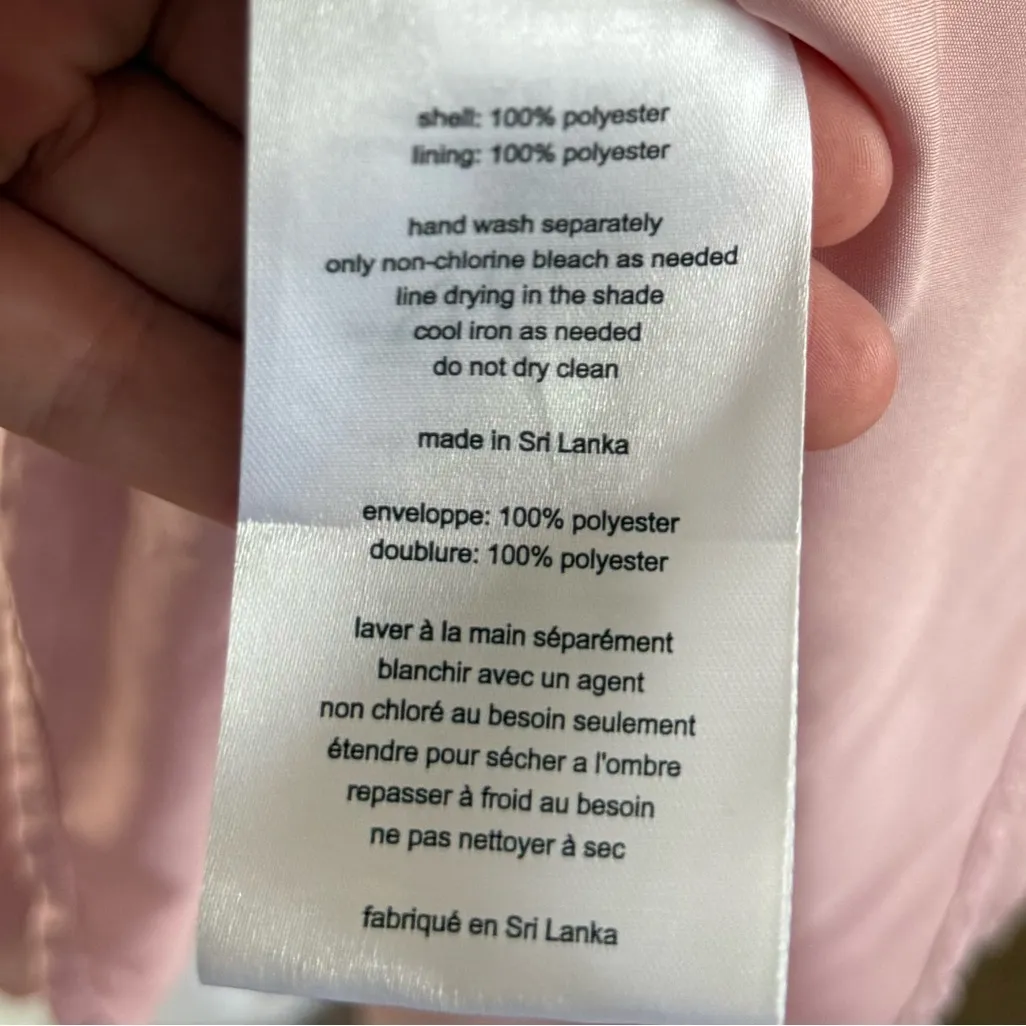 shell: 100% polyester
lining: 100% polyester
hand wash separately
only non-chlorine bleach as needed
line drying in the shade
cool iron as needed
do not dry clean
made in Sri Lanka
enveloppe: 100% polyester
doublure: 100% polyester
laver à la main séparément
blanchir avec un agent
non chloré au besoin seulement
étendre pour sécher a l'ombre
repasser à froid au besoin
ne pas nettoyer à sec
fabriqué en Sri Lanka